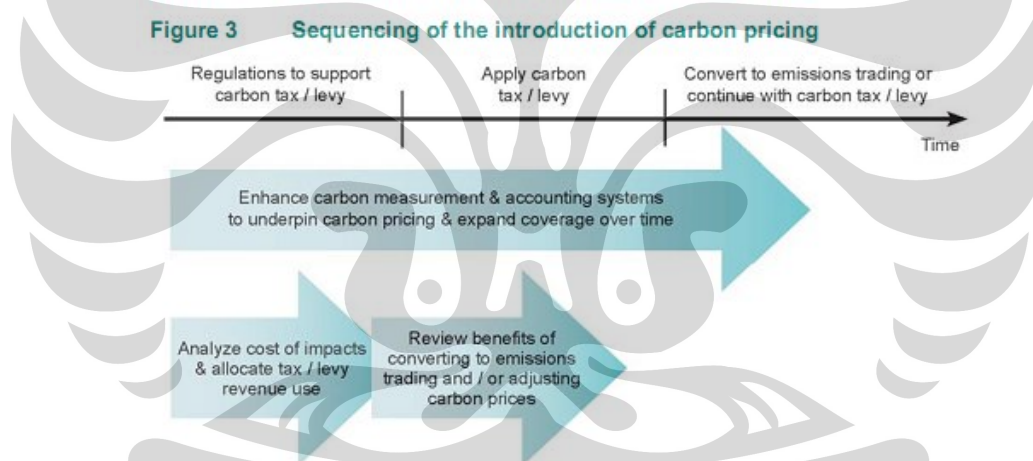 Figure 3 Sequencing of the introduction of carbon pricing
Regulations to support
carbon tax / levy
Apply carbon
tax / levy
Convert to emissions trading or
continue with carbon tax / levy
Time
Enhance carbon measurement & accounting systems
to underpin carbon pricing & expand coverage over time
Analyze cost of impacts
& allocate tax / levy
revenue use
Review benefits of
converting to emissions
trading and / or adjusting
carbon prices